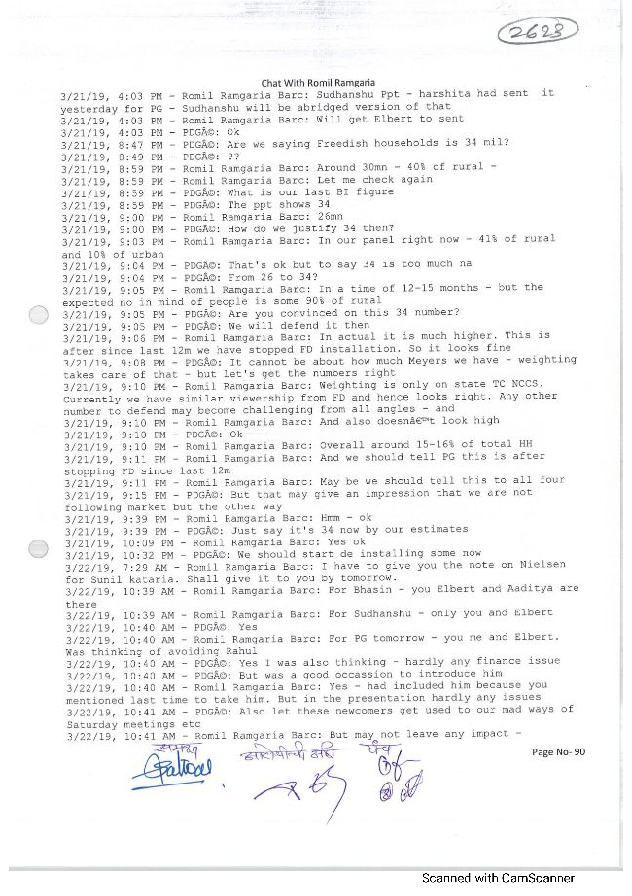 2623
Chat With Romil Ramgaria
3/21/19, 4:03 PM - Romil Ramgaria Barc: Sudhanshu Ppt - harshita had sent it
yesterday for PG - Sudhanshu will be abridged version of that
3/21/19, 4:03 PM - Romil Ramgaria Barc: Will get Elbert to sent
3/21/19, 4:03 PM - PDGÃ©: Ok
3/21/19, 8:47 PM - PDGÃ©: Are we saying Freedish households is 34 mil?
3/21/19, 8:49 PM - PDGÃ©: ??
3/21/19, 8:59 PM - Romil Ramgaria Barc: Around 30mn - 40% of rural -
3/21/19, 8:59 PM - Romil Ramgaria Barc: Let me check again
3/21/19, 8:59 PM - PDGÃ©: What is our last BI figure
3/21/19, 8:59 PM - PDGÃ©: The ppt shows 34
3/21/19, 9:00 PM - Romil Ramgaria Barc: 26mn
3/21/19, 9:00 PM - PDGÃ©: How do we justify 34 then?
3/21/19, 9:03 PM - Romil Ramgaria Barc: In our panel right now - 41% of rural
and 10% of urban
3/21/19, 9:04 PM - PDGÃ©: That's ok but to say 34 is too much na
3/21/19, 9:04 PM - PDGÃ©: From 26 to 34?
3/21/19, 9:05 PM - Romil Ramgaria Barc: In a time of 12-15 months - but the
expected no in mind of people is some 90% of rural
3/21/19, 9:05 PM - PDGÃ©: Are you convinced on this 34 number?
3/21/19, 9:05 PM - PDGÃ©: We will defend it then
3/21/19, 9:06 PM - Romil Ramgaria Barc: In actual it is much higher. This is
after since last 12m we have stopped FD installation. So it looks fine
3/21/19, 9:08 PM - PDGÃ©: It cannot be about how much Meyers we have - weighting
takes care of that - but let's get the numbers right
3/21/19, 9:10 PM - Romil Ramgaria Barc: Weighting is only on state TC NCCS.
Currently we have similar viewership from FD and hence looks right. Any other
number to defend may become challenging from all angles - and
3/21/19, 9:10 PM - Romil Ramgaria Barc: And also doesnâ€™t look high
3/21/19, 9:10 PM - PDGÃ©: Ok
3/21/19, 9:10 PM - Romil Ramgaria Barc: Overall around 15-16% of total HH
3/21/19, 9:11 PM - Romil Ramgaria Barc: And we should tell PG this is after
stopping FD since last 12m
3/21/19, 9:11 PM - Romil Ramgaria Barc: May be we should tell this to all four
3/21/19, 9:15 PM - PDGÃ©: But that may give an impression that we are not
following market but the other way
3/21/19, 9:39 PM - Romil Ramgaria Barc: Hmm - ok
3/21/19, 9:39 PM - PDGÃ©: Just say it's 34 now by our estimates
3/21/19, 10:09 PM - Romil Ramgaria Barc: Yes ok
3/21/19, 10:32 PM - PDGÃ©: We should start de installing some now
3/22/19, 7:29 AM - Romil Ramgaria Barc: I have to give you the note on Nielsen
for Sunil kataria. Shall give it to you by tomorrow.
3/22/19, 10:39 AM - Romil Ramgaria Barc: For Bhasin - you Elbert and Aaditya are
there
3/22/19, 10:39 AM - Romil Ramgaria Barc: For Sudhanshu - only you and Elbert
3/22/19, 10:40 AM - PDGÃ©: Yes
3/22/19, 10:40 AM - Romil Ramgaria Barc: For PG tomorrow - you me and Elbert.
Was thinking of avoiding Rahul
3/22/19, 10:40 AM - PDGÃ©: Yes I was also thinking - hardly any finance issue
3/22/19, 10:40 AM - PDGÃ©: But was a good occassion to introduce him
3/22/19, 10:40 AM - Romil Ramgaria Barc: Yes - had included him because you
mentioned last time to take him. But in the presentation hardly any issues
3/22/19, 10:41 AM - PDGÃ©: Also let these newcomers get used to our mad ways of
Saturday meetings etc
3/22/19, 10:41 AM - Romil Ramgaria Barc: But may not leave any impact -
समक्ष पंच
Page No- 90
Scanned with CamScanner